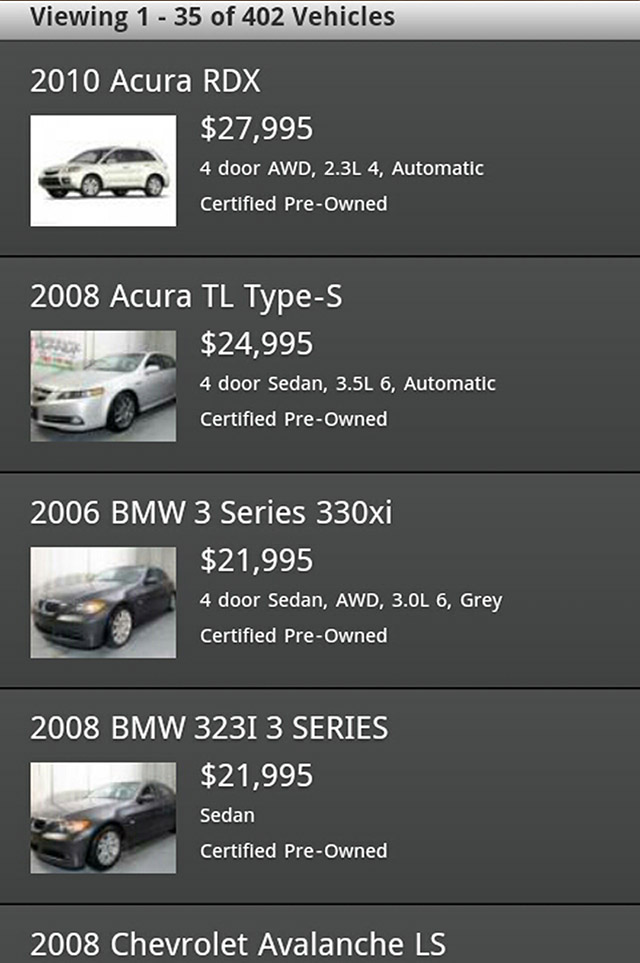 Viewing 1 - 35 of 402 Vehicles
2010 Acura RDX
$27,995
4 door AWD, 2.3L 4, Automatic
Certified Pre-Owned
2008 Acura TL Type-S
$24,995
4 door Sedan, 3.5L 6, Automatic
Certified Pre-Owned
2006 BMW 3 Series 330xi
$21,995
4 door Sedan, AWD, 3.0L 6, Grey
Certified Pre-Owned
2008 BMW 323I 3 SERIES
$21,995
Sedan
Certified Pre-Owned
2008 Chevrolet Avalanche LS